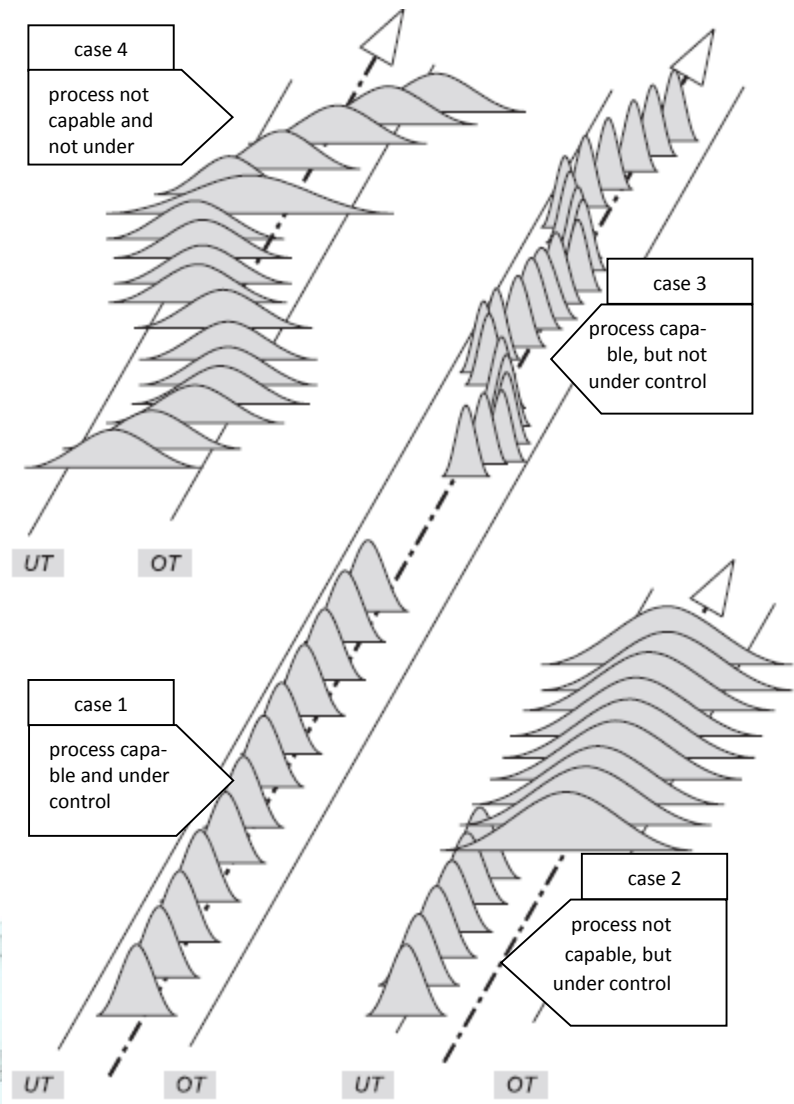 case 4
process not
capable and
not under
case 3
process capa-
ble, but not
under control
UT
OT
case 1
process capa-
ble and under
control
case 2
process not
capable, but
under control
UT
OT
UT
OT